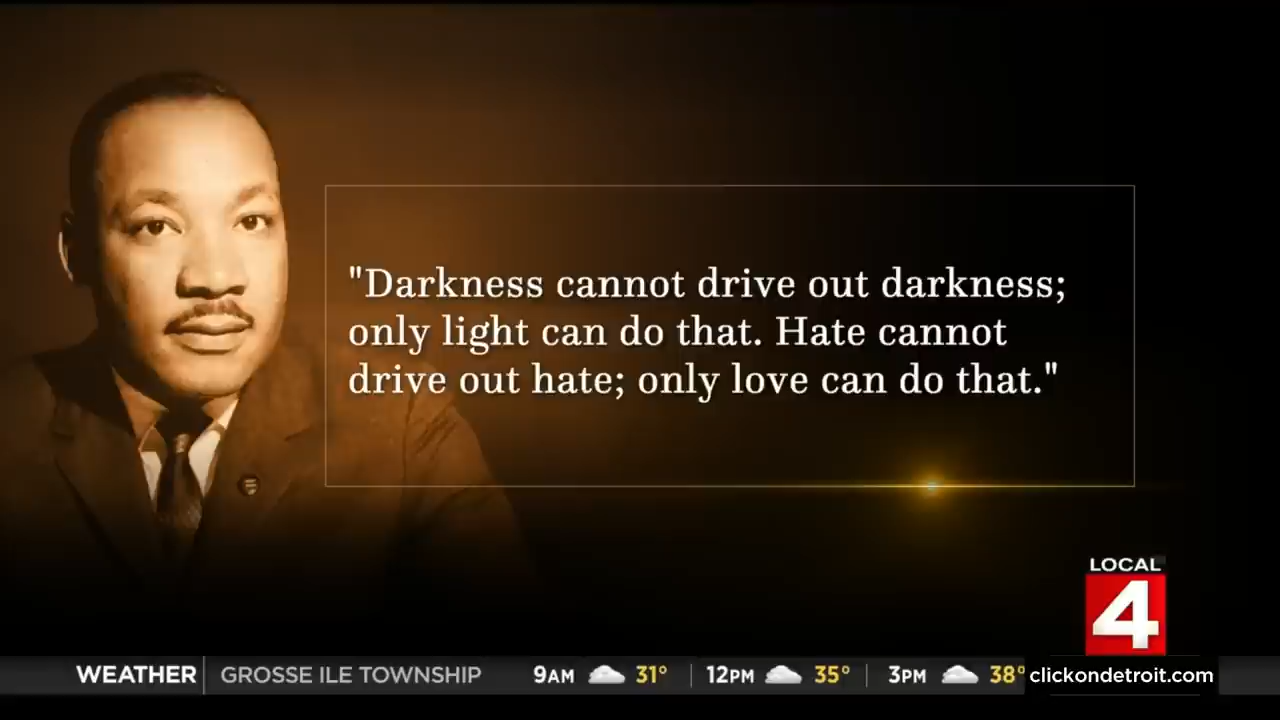 "Darkness cannot drive out darkness;
only light can do that. Hate cannot
drive out hate; only love can do that."
LOCAL
4
WEATHER GROSSE ILE TOWNSHIP 9AM 31° 12PM 35° 3PM 38° clickondetroit.com